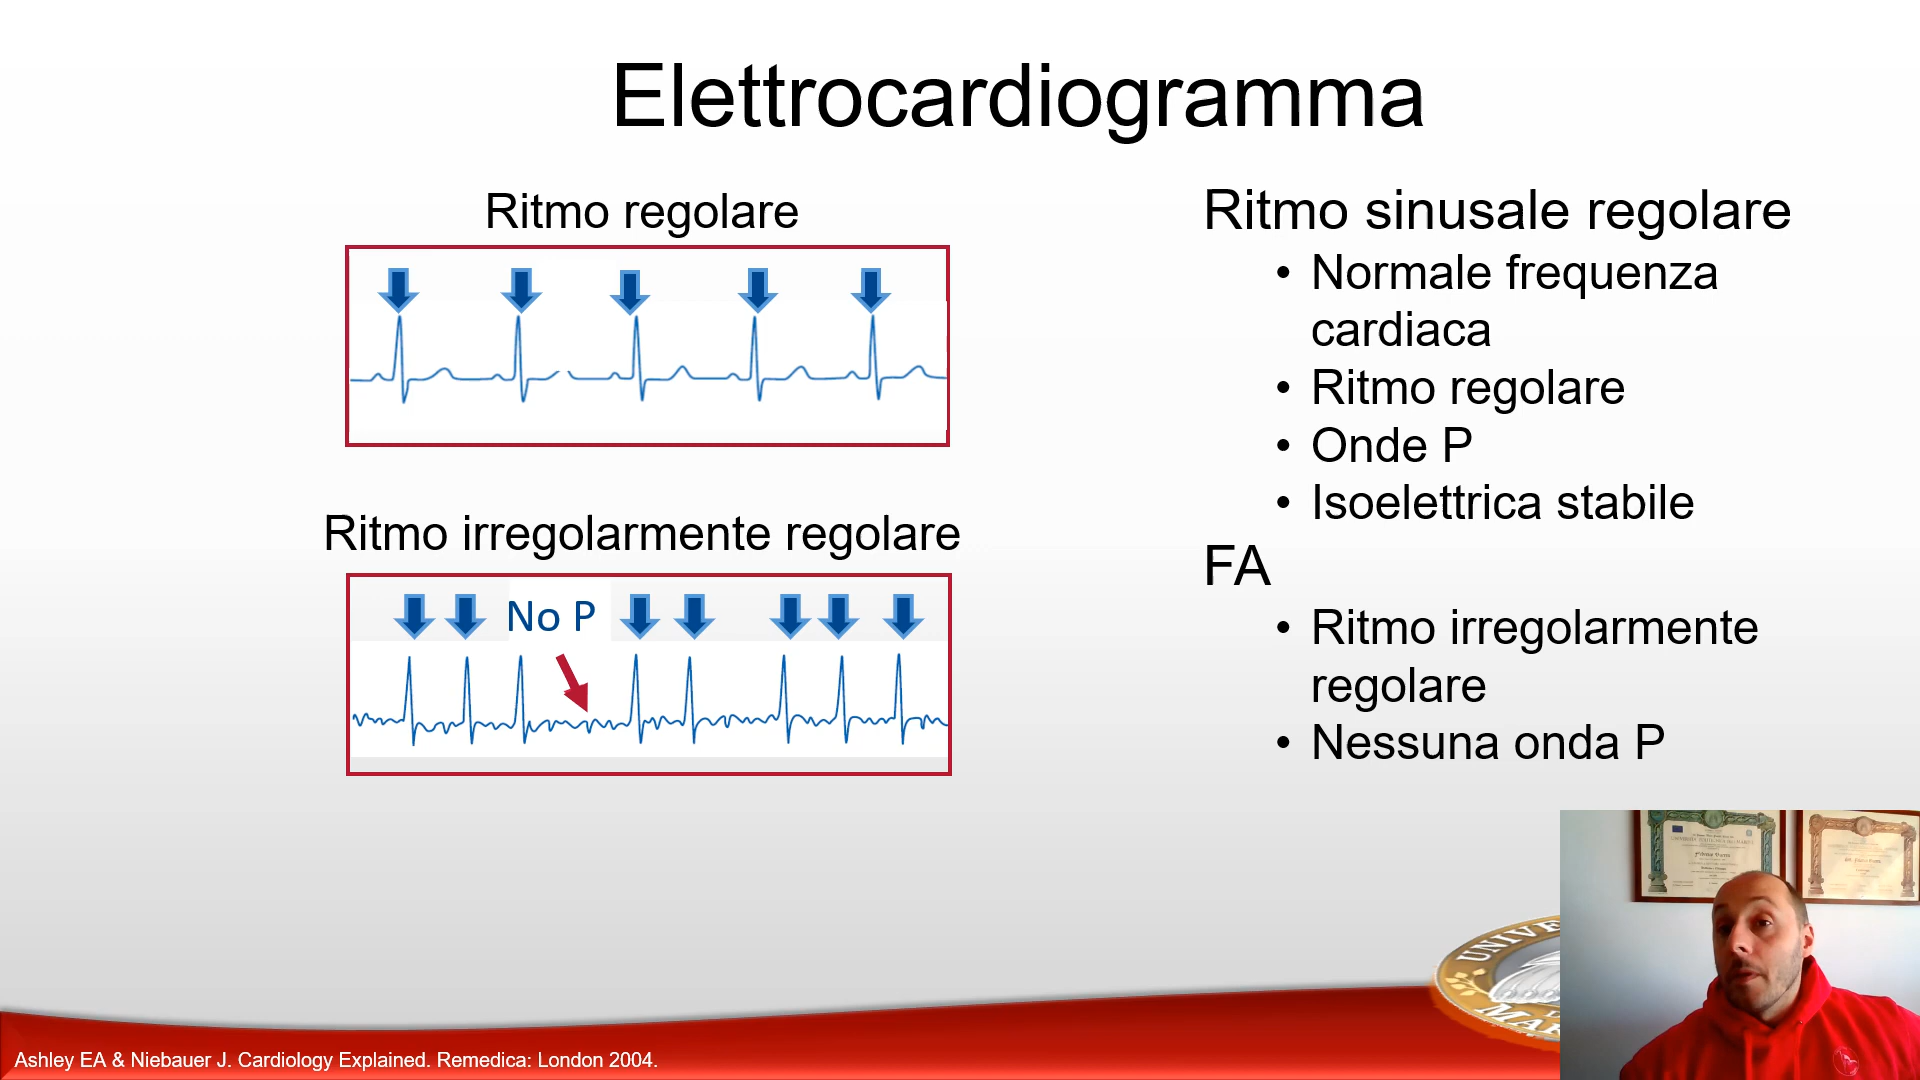 Elettrocardiogramma
Ritmo regolare
Ritmo irregolarmente regolare
No P
Ritmo sinusale regolare
• Normale frequenza
cardiaca
• Ritmo regolare
• Onde P
• Isoelettrica stabile
FA
• Ritmo irregolarmente
regolare
• Nessuna onda P
Ashley EA & Niebauer J. Cardiology Explained. Remedica: London 2004.